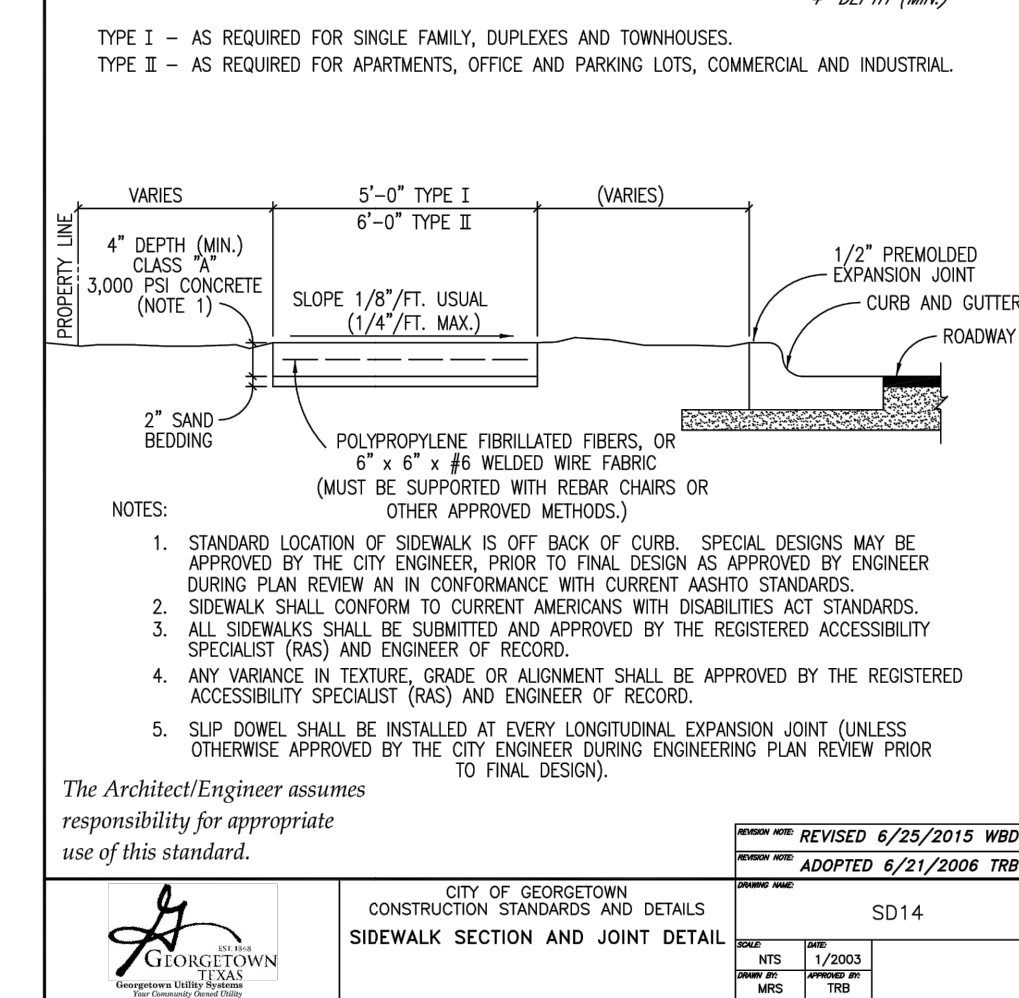 4" DEPTH (MIN.)
TYPE I – AS REQUIRED FOR SINGLE FAMILY, DUPLEXES AND TOWNHOUSES.
TYPE II – AS REQUIRED FOR APARTMENTS, OFFICE AND PARKING LOTS, COMMERCIAL AND INDUSTRIAL.
VARIES
5'-0" TYPE I
(VARIES)
6'-0" TYPE II
PROPERTY LINE
4" DEPTH (MIN.)
CLASS "A"
3,000 PSI CONCRETE
(NOTE 1)
SLOPE 1/8"/FT. USUAL
(1/4"/FT. MAX.)
1/2" PREMOLDED
EXPANSION JOINT
CURB AND GUTTER
ROADWAY
2" SAND
BEDDING
POLYPROPYLENE FIBRILLATED FIBERS, OR
6" x 6" x #6 WELDED WIRE FABRIC
(MUST BE SUPPORTED WITH REBAR CHAIRS OR
OTHER APPROVED METHODS.)
NOTES:
1. STANDARD LOCATION OF SIDEWALK IS OFF BACK OF CURB. SPECIAL DESIGNS MAY BE
APPROVED BY THE CITY ENGINEER, PRIOR TO FINAL DESIGN AS APPROVED BY ENGINEER
DURING PLAN REVIEW AN IN CONFORMANCE WITH CURRENT AASHTO STANDARDS.
2. SIDEWALK SHALL CONFORM TO CURRENT AMERICANS WITH DISABILITIES ACT STANDARDS.
3. ALL SIDEWALKS SHALL BE SUBMITTED AND APPROVED BY THE REGISTERED ACCESSIBILITY
SPECIALIST (RAS) AND ENGINEER OF RECORD.
4. ANY VARIANCE IN TEXTURE, GRADE OR ALIGNMENT SHALL BE APPROVED BY THE REGISTERED
ACCESSIBILITY SPECIALIST (RAS) AND ENGINEER OF RECORD.
5. SLIP DOWEL SHALL BE INSTALLED AT EVERY LONGITUDINAL EXPANSION JOINT (UNLESS
OTHERWISE APPROVED BY THE CITY ENGINEER DURING ENGINEERING PLAN REVIEW PRIOR
TO FINAL DESIGN).
The Architect/Engineer assumes
responsibility for appropriate
use of this standard.
REVISION NOTE: REVISED 6/25/2015 WBD
REVISION NOTE: ADOPTED 6/21/2006 TRB
G
EST. 1848
GEORGETOWN
TEXAS
Georgetown Utility Systems
Your Community Owned Utility
CITY OF GEORGETOWN
CONSTRUCTION STANDARDS AND DETAILS
SIDEWALK SECTION AND JOINT DETAIL
DRAWING NAME:
SD14
SCALE:
NTS
DATE:
1/2003
DRAWN BY:
MRS
APPROVED BY:
TRB